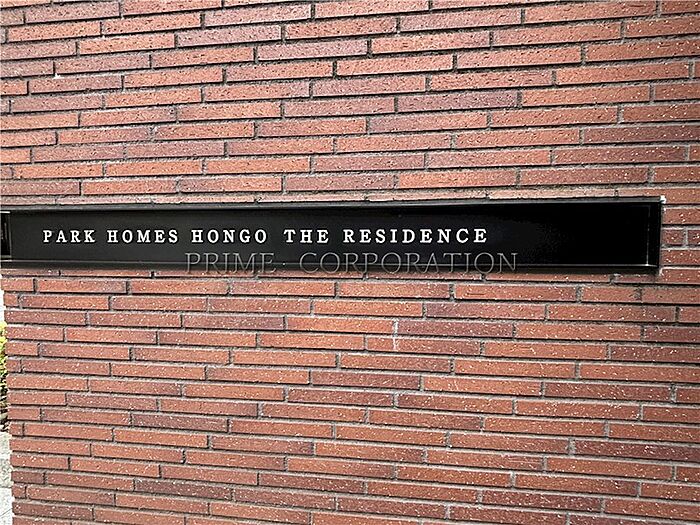 PARK HOMES HONGO THE RESIDENCE
PRIME CORPORATION